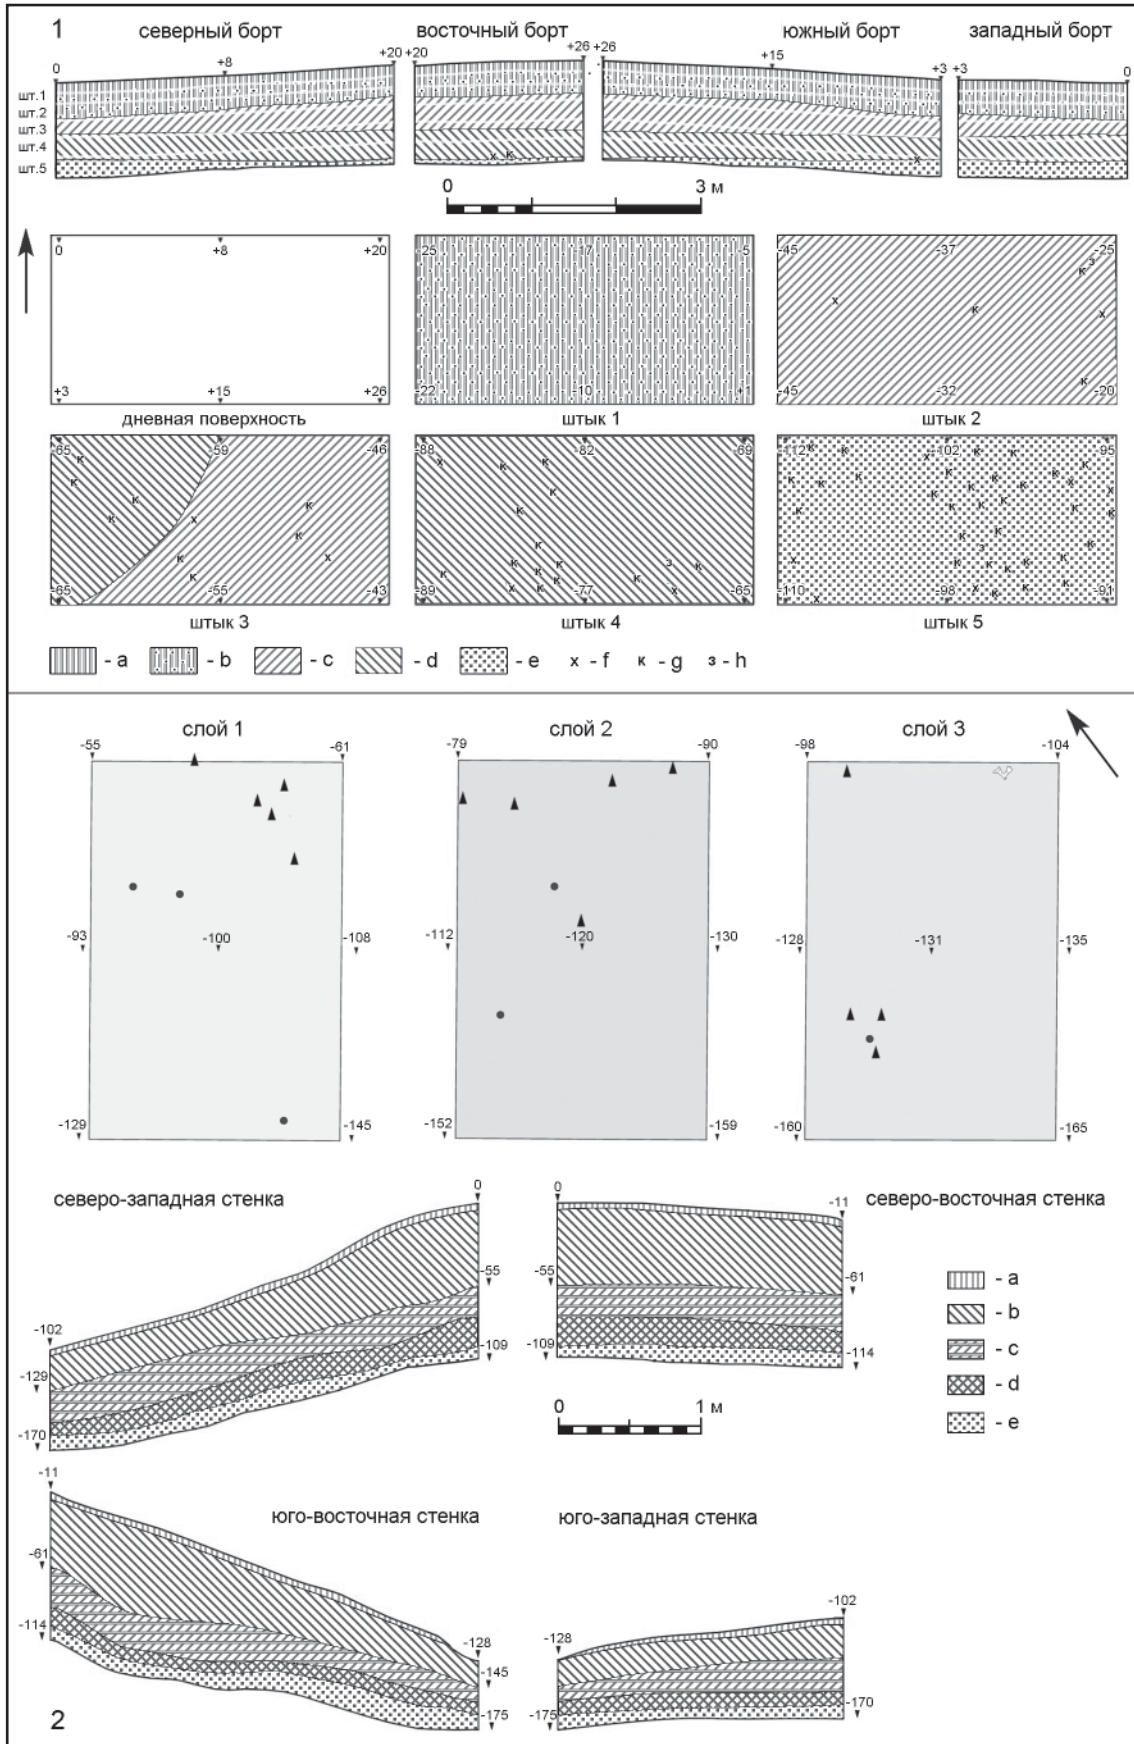 1
северный борт восточный борт южный борт западный борт
0 +8 +20 +20 +26 +26 +15 +3 +3 0
шт.1
шт.2
шт.3
шт.4
шт.5
х к х
0 3 м
0 +8 +20
+3 +15 +26
дневная поверхность
-25 -17 -5
-22 -10 +1
штык 1
-45 -37 -25
з
к
х к х
к
-45 -32 -20
штык 2
-65 -59 -46
к
к
к к
к х к
к х
к
-65 -55 -43
штык 3
-88 -82 -69
х к к
к
к
к
к к к з к
к к к к
х к х
-89 -77 -65
штык 4
-112 -102 -95
к к х к к
к к к к к х к х
к к к к к к
к к к
з
х к к к к к
к к к
х х к к
-110 -98 -91
штык 5
- a - b - c - d - e х - f к - g з - h
слой 1 слой 2 слой 3
-55 -61 -79 -90 -98 -104
-93 -100 -108 -112 -120 -130 -128 -131 -135
-129 -145 -152 -159 -160 -165
северо-западная стенка
0
-55
-102
-109
-129
-170
северо-восточная стенка
0 -11
-55 -61
-109 -114
- a
- b
- c
- d
- e
0 1 м
юго-восточная стенка
-11
-61
-114
-128
-145
-175
юго-западная стенка
-102
-128
-170
-175
2